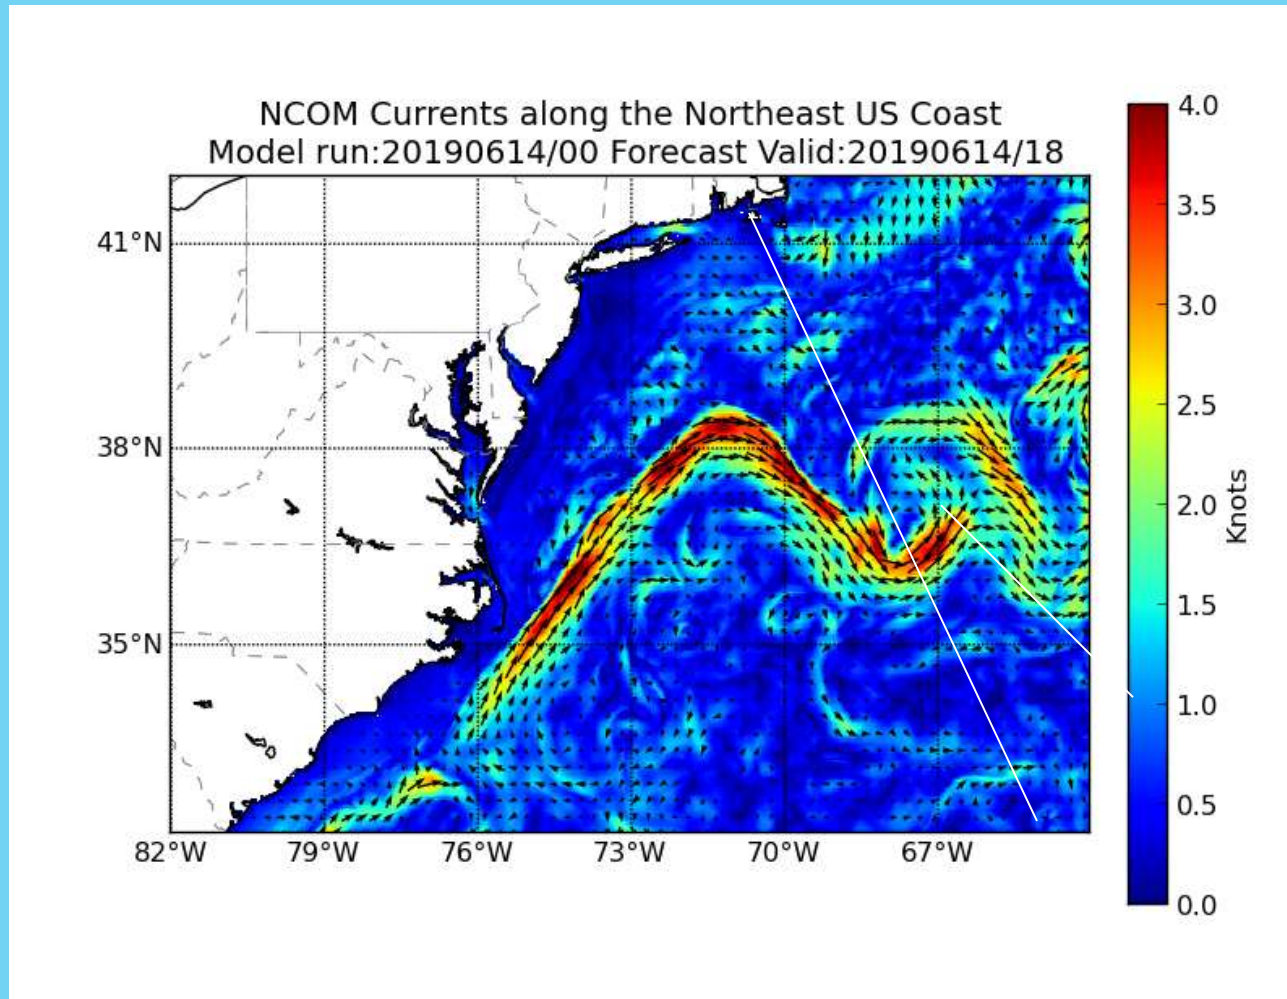 NCOM Currents along the Northeast US Coast
Model run:20190614/00 Forecast Valid:20190614/18
41°N
38°N
35°N
82°W 79°W 76°W 73°W 70°W 67°W
4.0
3.5
3.0
2.5
2.0
1.5
1.0
0.5
0.0
Knots